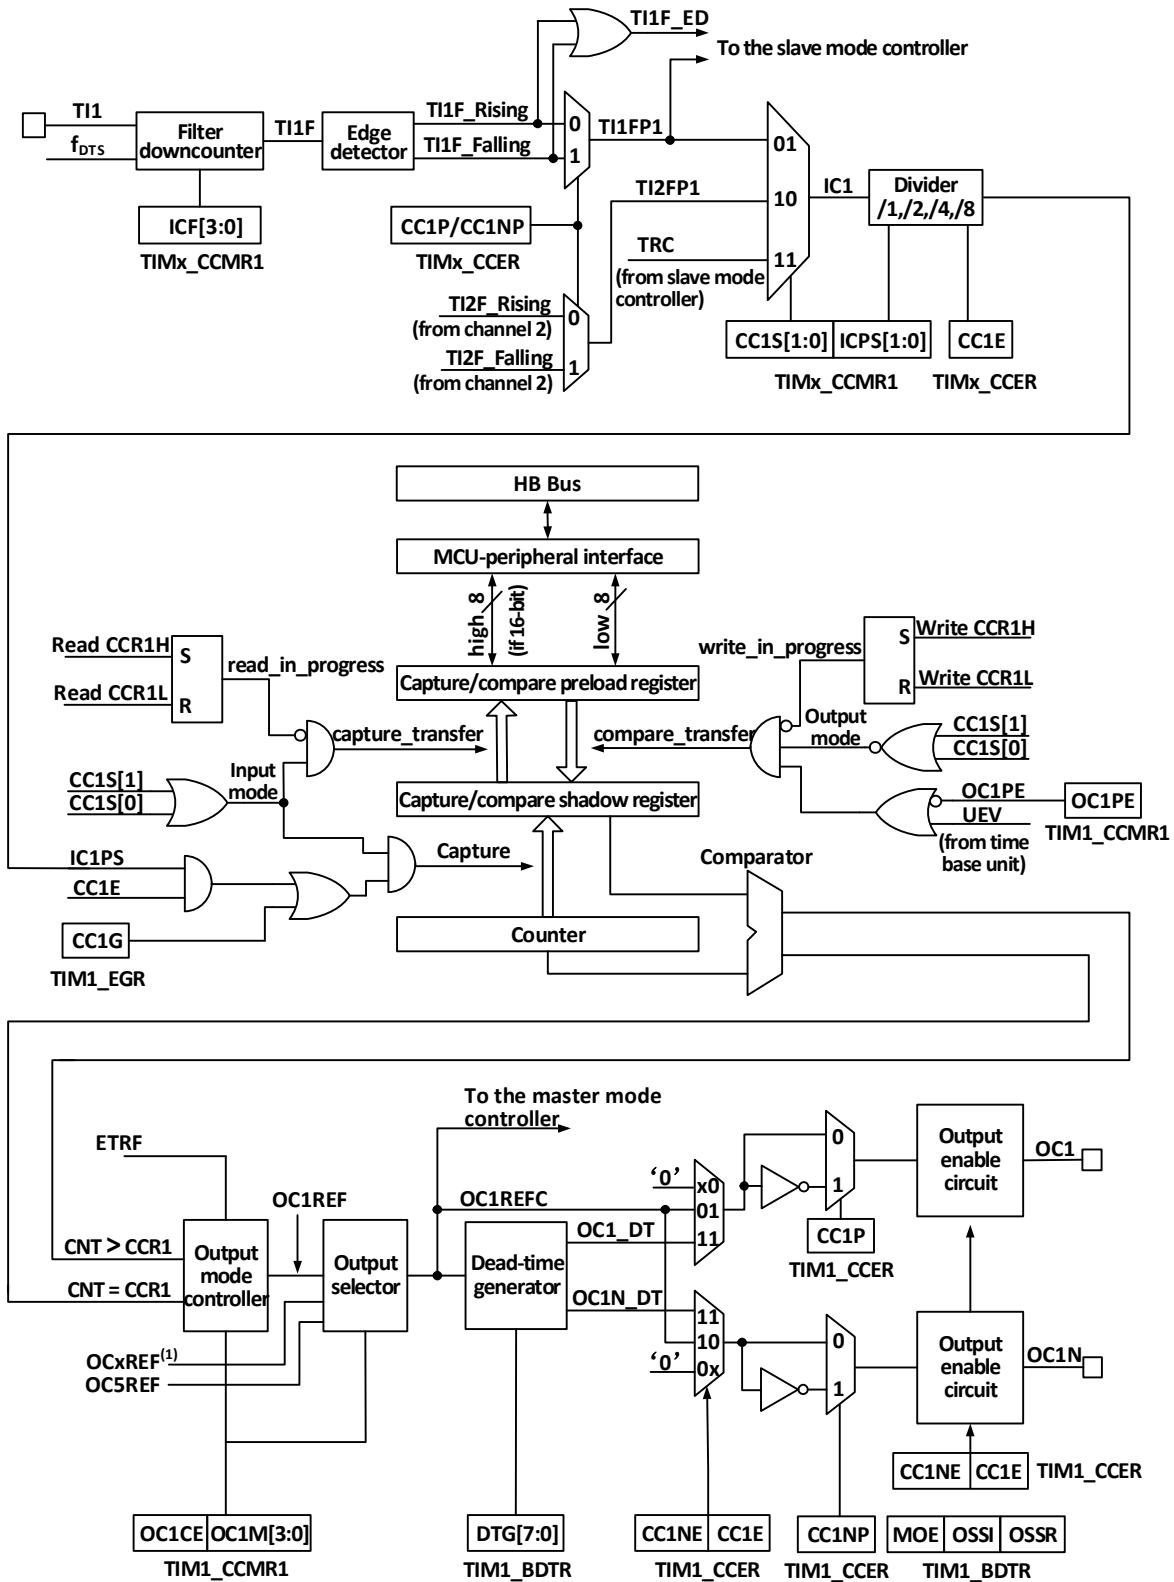 TI1F_ED
To the slave mode controller
TI1
f_DTS
Filter
downcounter
TI1F
Edge
detector
TI1F_Rising
TI1F_Falling
0
1
TI1FP1
01
10
11
TI2FP1
TRC
(from slave mode
controller)
IC1
Divider
/1,/2,/4,/8
ICF[3:0]
TIMx_CCMR1
CC1P/CC1NP
TIMx_CCER
TI2F_Rising
(from channel 2)
TI2F_Falling
(from channel 2)
0
1
CC1S[1:0]
ICPS[1:0]
CC1E
TIMx_CCMR1
TIMx_CCER
HB Bus
MCU-peripheral interface
high
8
(if 16-bit)
low
8
Read CCR1H
Read CCR1L
S
R
read_in_progress
Capture/compare preload register
write_in_progress
S
R
Write CCR1H
Write CCR1L
capture_transfer
compare_transfer
Output
mode
CC1S[1]
CC1S[0]
CC1S[1]
CC1S[0]
Input
mode
Capture/compare shadow register
OC1PE
UEV
(from time
base unit)
OC1PE
TIM1_CCMR1
IC1PS
CC1E
Capture
Comparator
CC1G
TIM1_EGR
Counter
To the master mode
controller
ETRF
OC1REF
CNT > CCR1
CNT = CCR1
Output
mode
controller
Output
selector
OC1REFC
Dead-time
generator
OC1_DT
OC1N_DT
OCxREF(1)
OC5REF
'0'
x0
01
11
11
10
'0'
0x
0
1
CC1P
TIM1_CCER
0
1
Output
enable
circuit
OC1
Output
enable
circuit
OC1N
CC1NE
CC1E
TIM1_CCER
OC1CE
OC1M[3:0]
TIM1_CCMR1
DTG[7:0]
TIM1_BDTR
CC1NE
CC1E
TIM1_CCER
CC1NP
TIM1_CCER
MOE
OSSI
OSSR
TIM1_BDTR